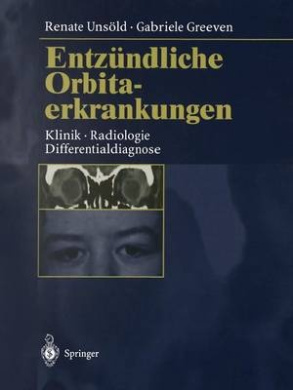 Renate Unsöld · Gabriele Greeven
Entzündliche
Orbita-
erkrankungen
Klinik · Radiologie
Differentialdiagnose
Springer